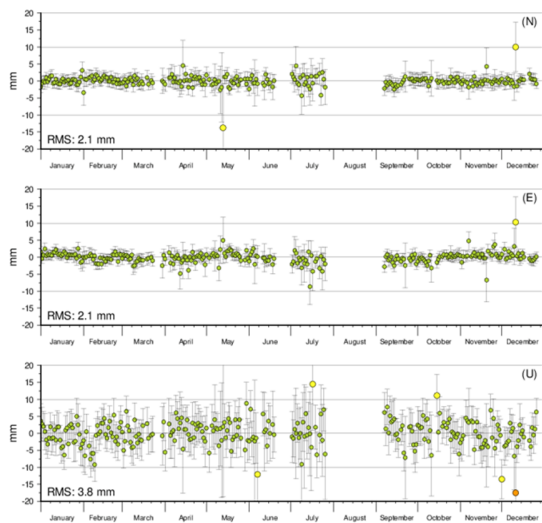 20
(N)
15
10
5
0
-5
-10
-15
RMS: 2.1 mm
-20
mm
January February March April May June July August September October November December
20
(E)
15
10
5
0
-5
-10
-15
RMS: 2.1 mm
-20
mm
January February March April May June July August September October November December
20
(U)
15
10
5
0
-5
-10
-15
RMS: 3.8 mm
-20
mm
January February March April May June July August September October November December